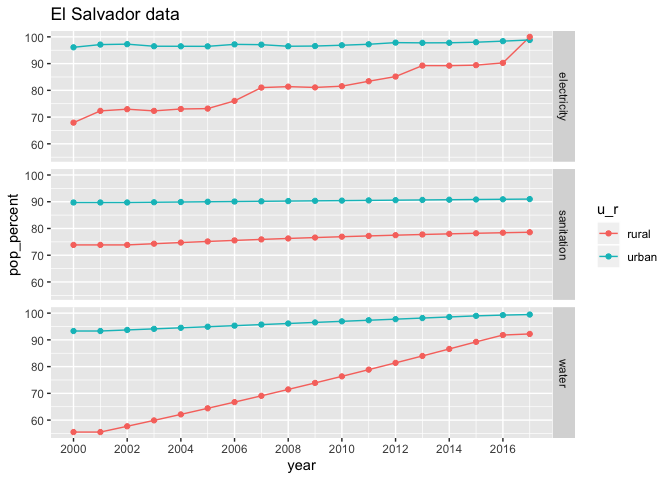 El Salvador data
100
90
80
70
60
electricity
100
90
80
70
60
sanitation
100
90
80
70
60
water
pop_percent
2000 2002 2004 2006 2008 2010 2012 2014 2016
year
u_r
rural
urban